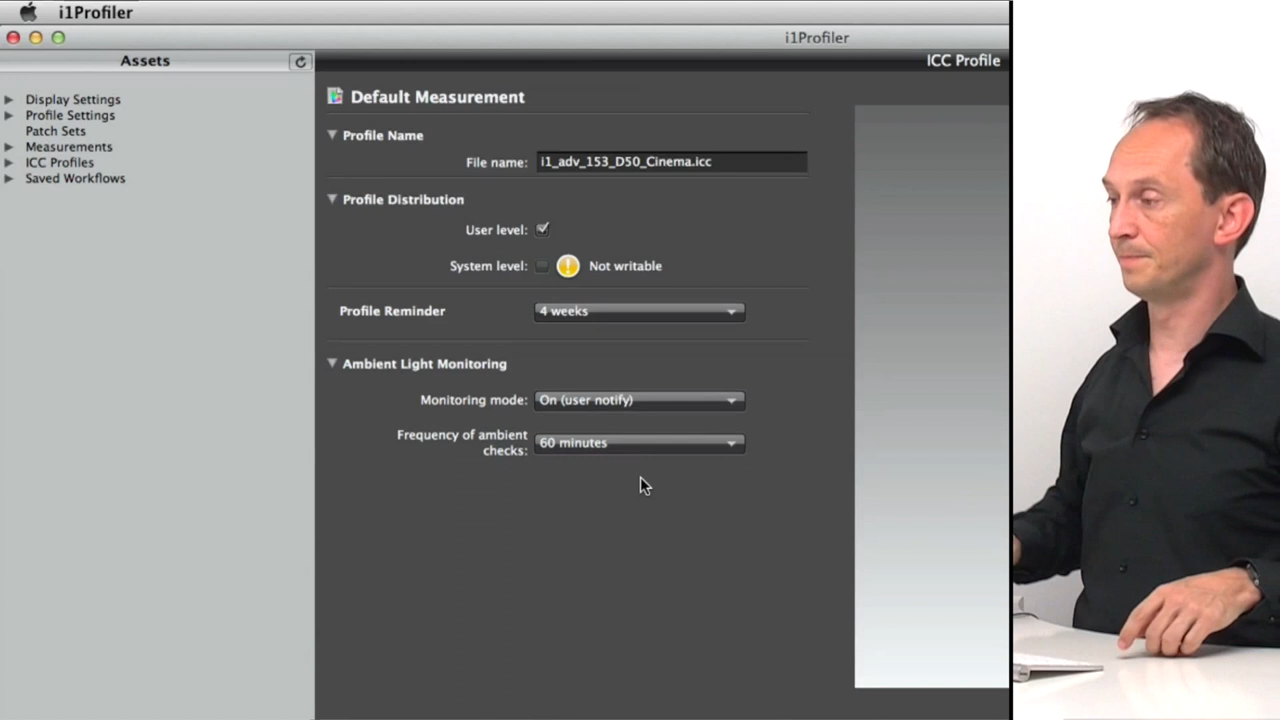 i1Profiler
i1Profiler
Assets
ICC Profile
Display Settings
Profile Settings
Patch Sets
Measurements
ICC Profiles
Saved Workflows
Default Measurement
Profile Name
File name: i1_adv_153_D50_Cinema.icc
Profile Distribution
User level:
System level: Not writable
Profile Reminder 4 weeks
Ambient Light Monitoring
Monitoring mode: On (user notify)
Frequency of ambient
checks: 60 minutes